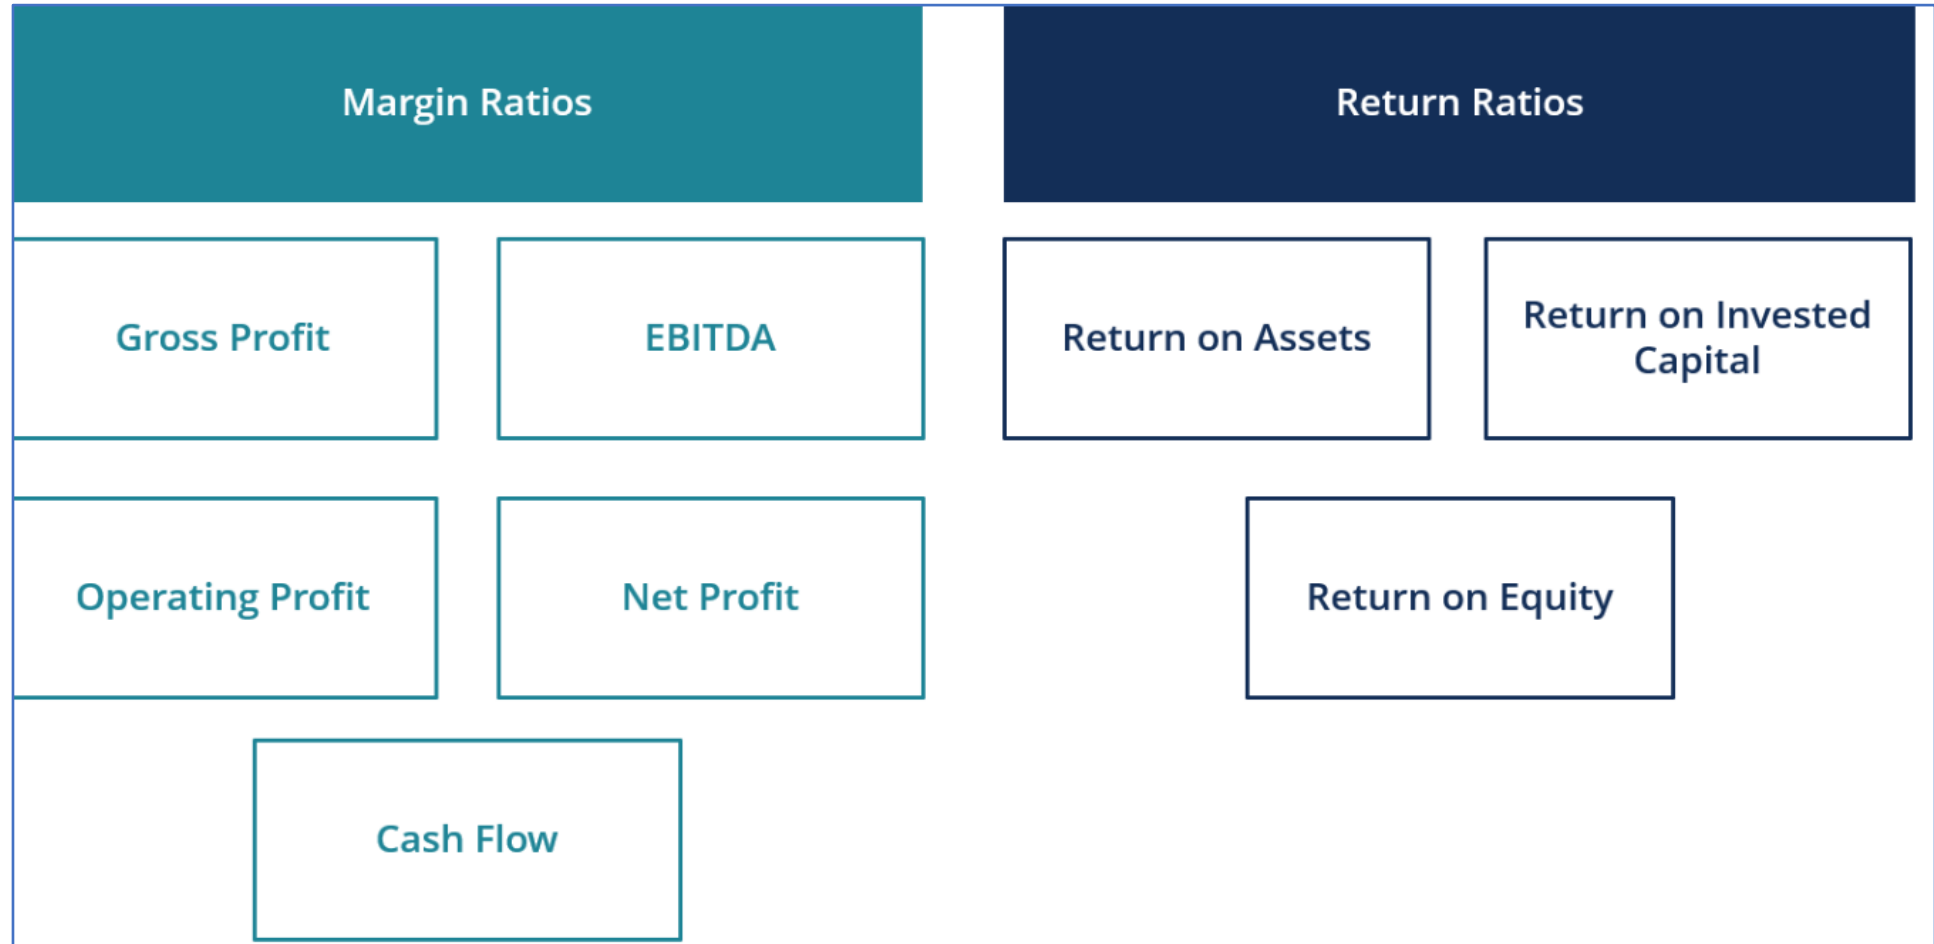 Margin Ratios
Return Ratios
Gross Profit
EBITDA
Return on Assets
Return on Invested
Capital
Operating Profit
Net Profit
Return on Equity
Cash Flow